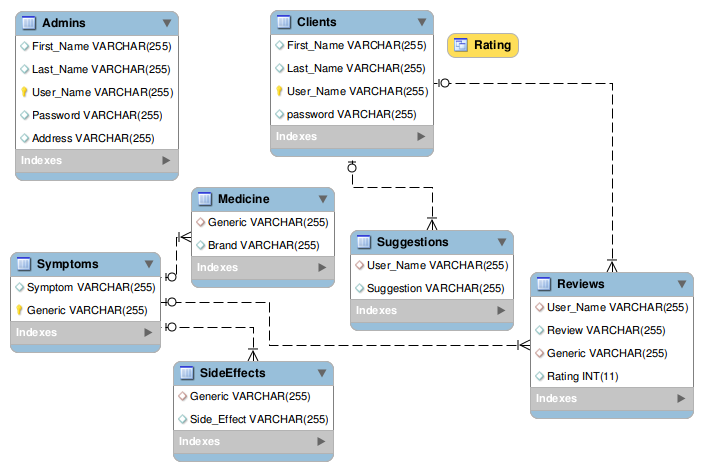 Admins
First_Name VARCHAR(255)
Last_Name VARCHAR(255)
User_Name VARCHAR(255)
Password VARCHAR(255)
Address VARCHAR(255)
Indexes
Clients
First_Name VARCHAR(255)
Last_Name VARCHAR(255)
User_Name VARCHAR(255)
password VARCHAR(255)
Indexes
Rating
Medicine
Generic VARCHAR(255)
Brand VARCHAR(255)
Indexes
Symptoms
Symptom VARCHAR(255)
Generic VARCHAR(255)
Indexes
Suggestions
User_Name VARCHAR(255)
Suggestion VARCHAR(255)
Indexes
Reviews
User_Name VARCHAR(255)
Review VARCHAR(255)
Generic VARCHAR(255)
Rating INT(11)
Indexes
SideEffects
Generic VARCHAR(255)
Side_Effect VARCHAR(255)
Indexes